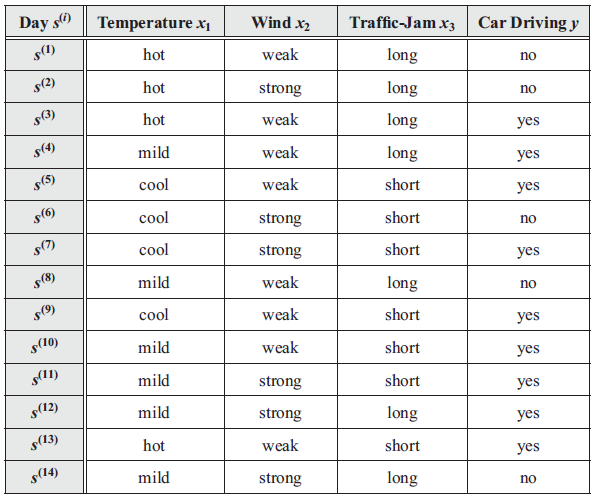 Day s(i) Temperature x1 Wind x2 Traffic-Jam x3 Car Driving y
s(1) hot weak long no
s(2) hot strong long no
s(3) hot weak long yes
s(4) mild weak long yes
s(5) cool weak short yes
s(6) cool strong short no
s(7) cool strong short yes
s(8) mild weak long no
s(9) cool weak short yes
s(10) mild weak short yes
s(11) mild strong short yes
s(12) mild strong long yes
s(13) hot weak short yes
s(14) mild strong long no